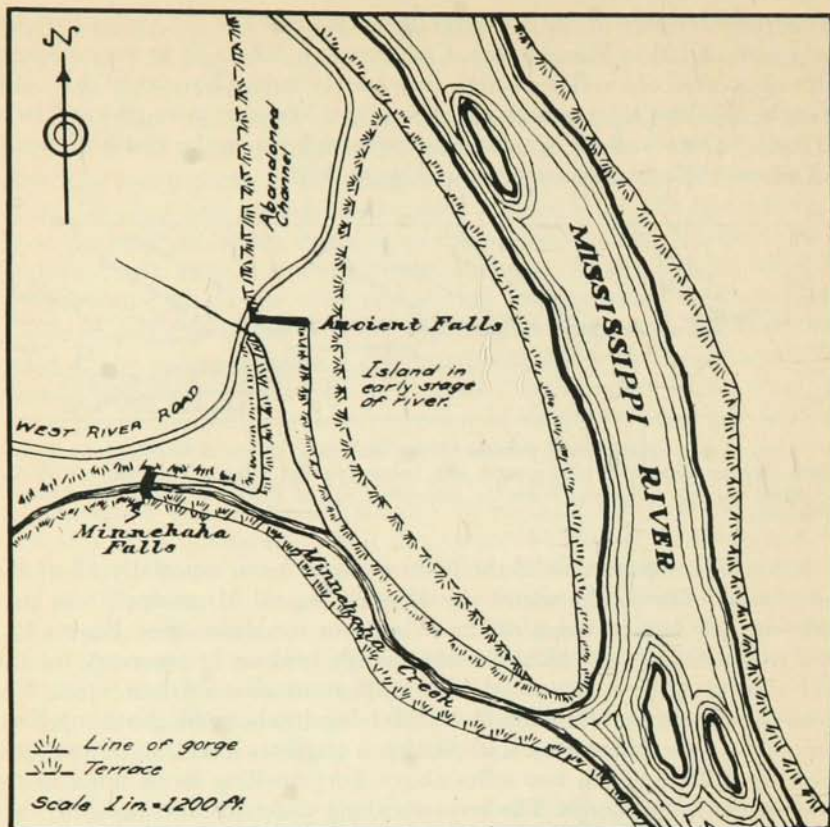 N
Abandoned
Channel
MISSISSIPPI RIVER
Ancient Falls
Island in
early stage
of river.
WEST RIVER ROAD
Minnehaha
Falls
Minnehaha Creek
Line of gorge
Terrace
Scale 1 in.=1200 Ft.